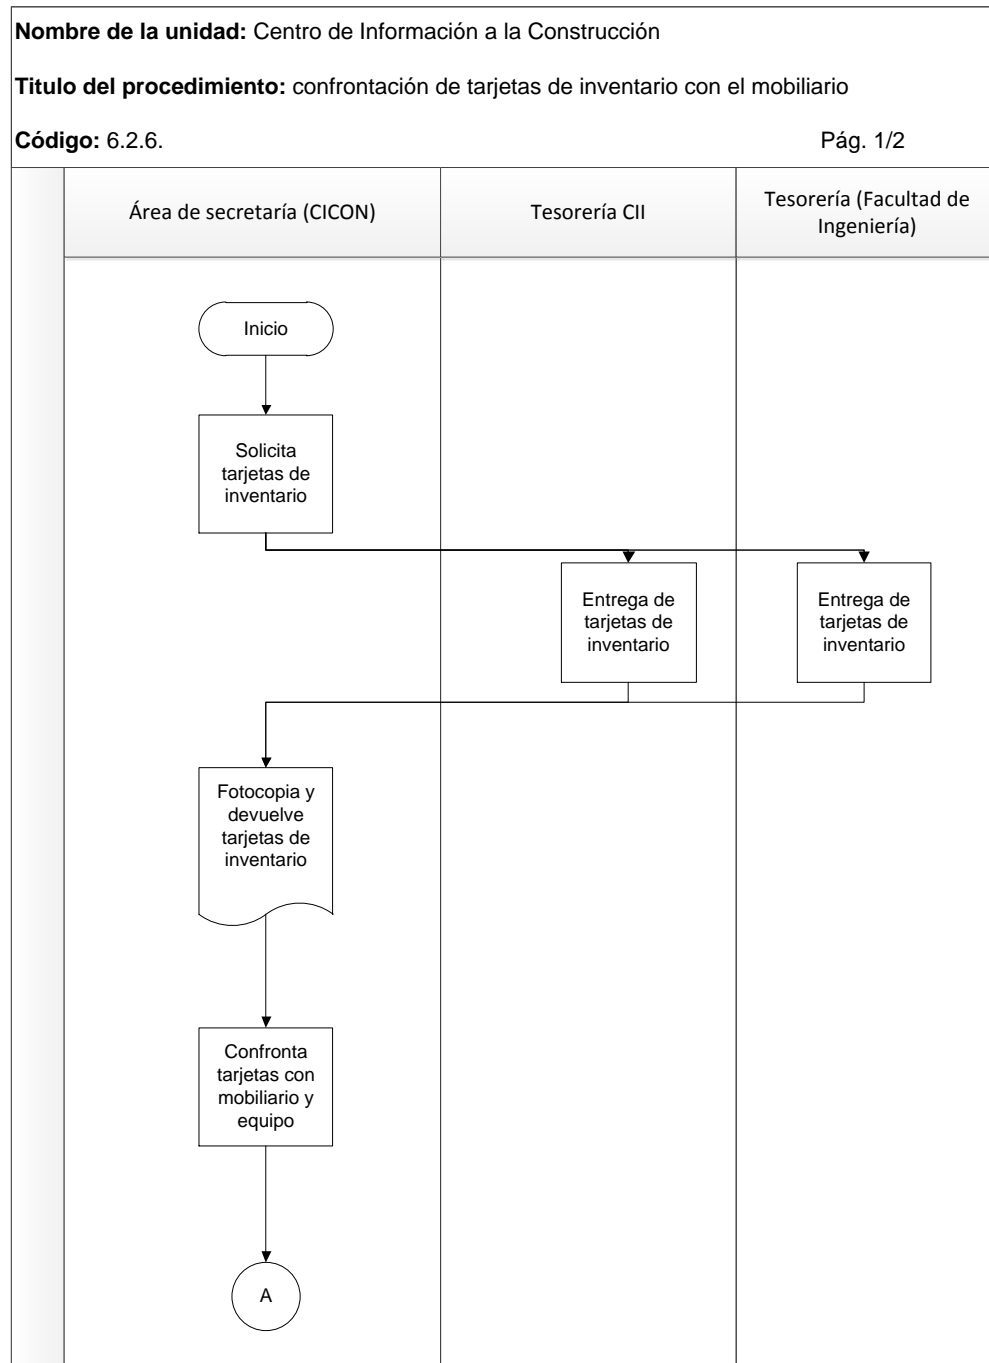 Nombre de la unidad: Centro de Información a la Construcción
Titulo del procedimiento: confrontación de tarjetas de inventario con el mobiliario
Código: 6.2.6. Pág. 1/2
Área de secretaría (CICON)
Tesorería CII
Tesorería (Facultad de
Ingeniería)
Inicio
Solicita
tarjetas de
inventario
Entrega de
tarjetas de
inventario
Entrega de
tarjetas de
inventario
Fotocopia y
devuelve
tarjetas de
inventario
Confronta
tarjetas con
mobiliario y
equipo
A